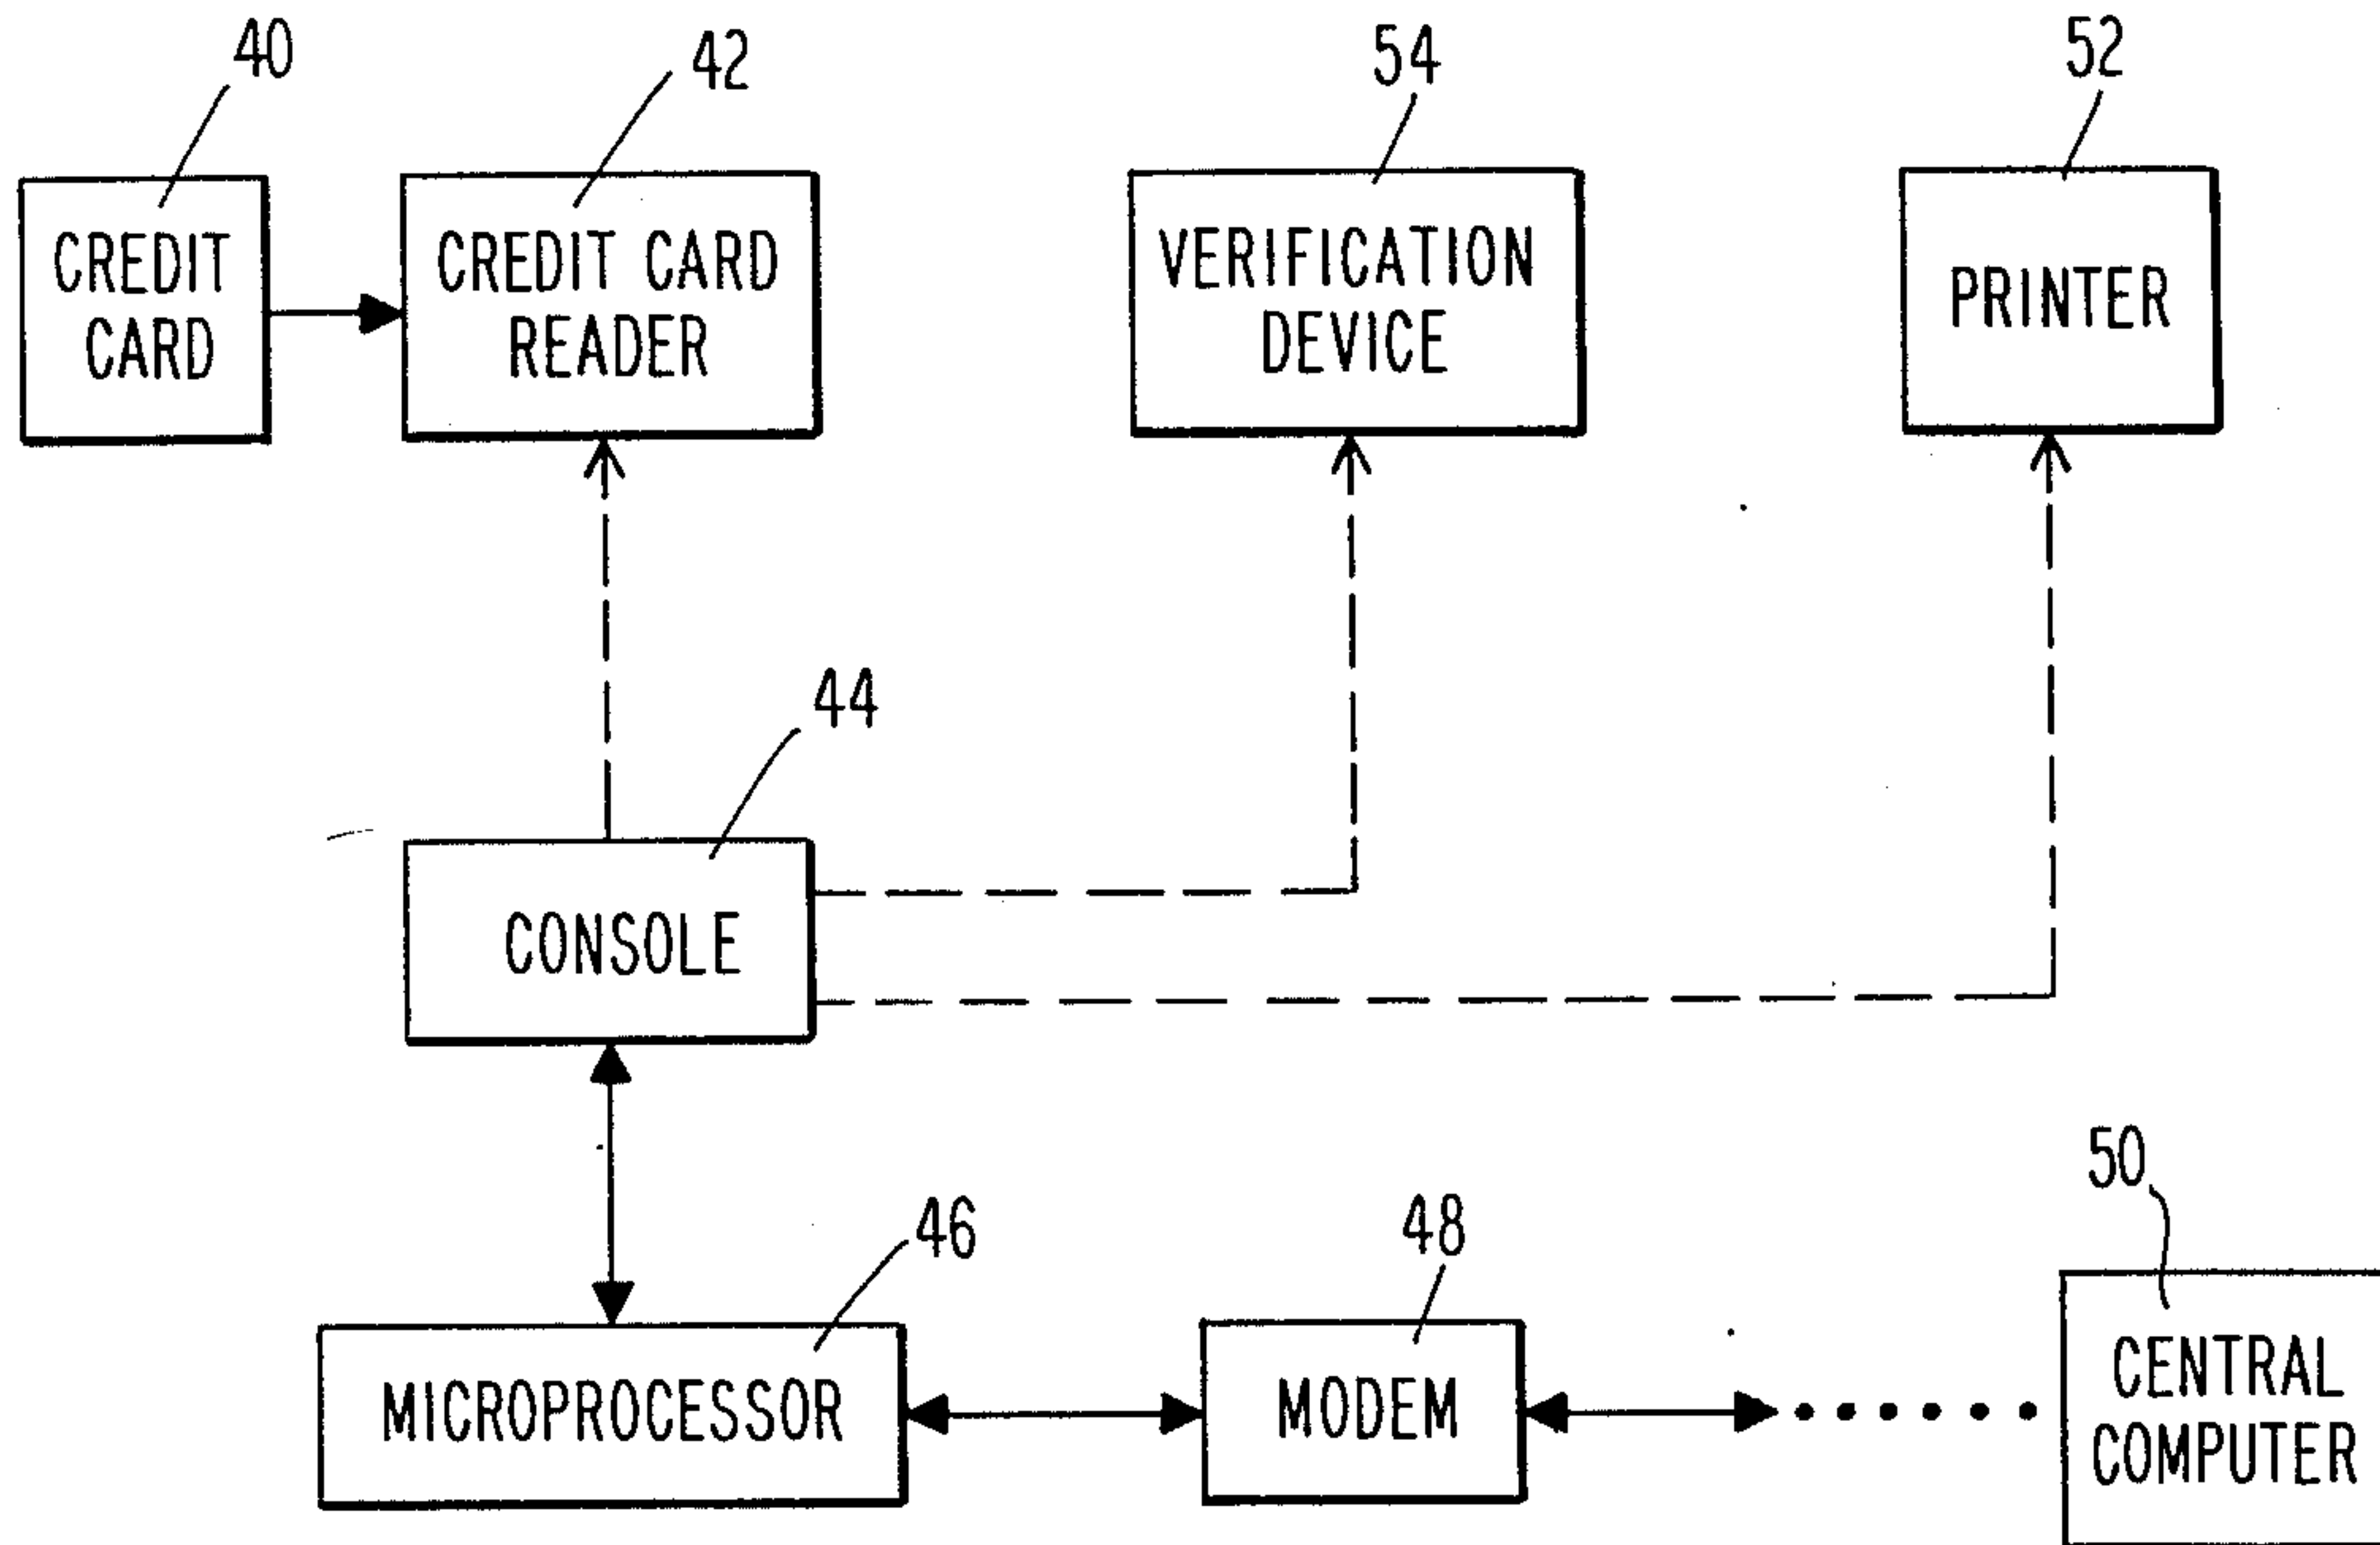 40
42
54
52
CREDIT
CARD
CREDIT CARD
READER
VERIFICATION
DEVICE
PRINTER
44
CONSOLE
46
48
50
MICROPROCESSOR
MODEM
CENTRAL
COMPUTER